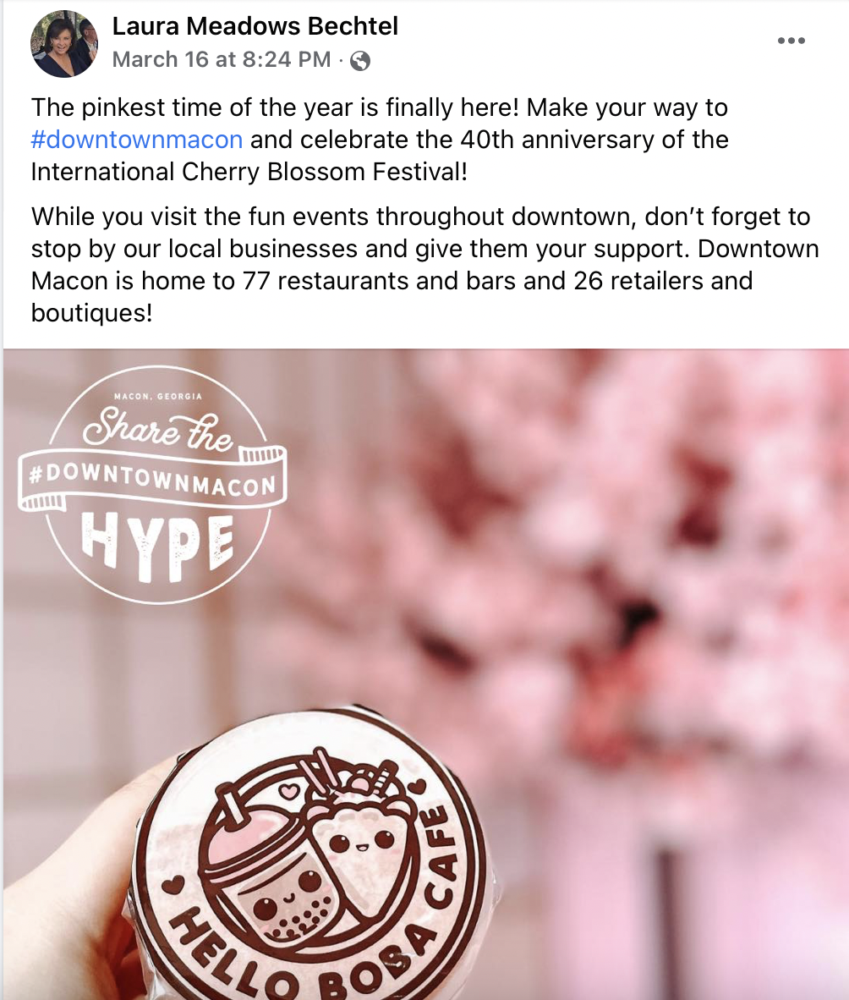 Laura Meadows Bechtel
March 16 at 8:24 PM ·
The pinkest time of the year is finally here! Make your way to
#downtownmacon and celebrate the 40th anniversary of the
International Cherry Blossom Festival!
While you visit the fun events throughout downtown, don’t forget to
stop by our local businesses and give them your support. Downtown
Macon is home to 77 restaurants and bars and 26 retailers and
boutiques!
MACON, GEORGIA
Share the
#DOWNTOWNMACON
HYPE
HELLO BOBA CAFE